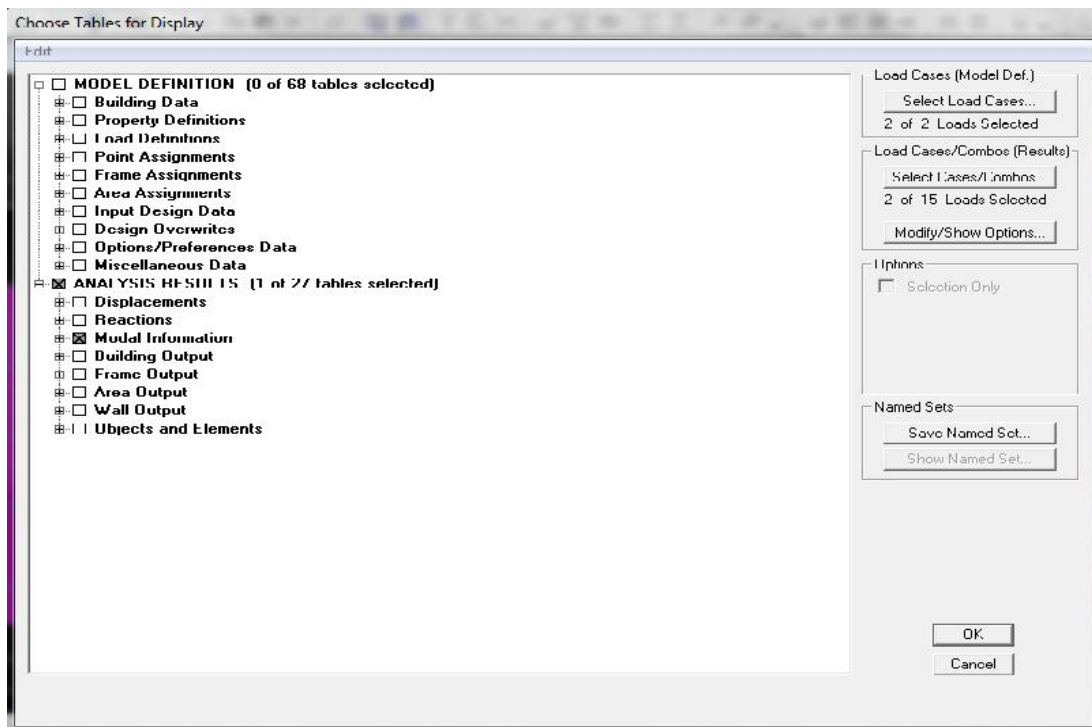 Choose Tables for Display
Edit
MODEL DEFINITION (0 of 68 tables selected)
Building Data
Property Definitions
Load Definitions
Point Assignments
Frame Assignments
Area Assignments
Input Design Data
Design Overwrites
Options/Preferences Data
Miscellaneous Data
ANALYSIS RESULTS (1 of 27 tables selected)
Displacements
Reactions
Modal Information
Building Output
Frame Output
Area Output
Wall Output
Objects and Elements
Load Cases (Model Def.)
Select Load Cases...
2 of 2 Loads Selected
Load Cases/Combos (Results)
Select Cases/Combos...
2 of 15 Loads Selected
Modify/Show Options...
Options
Selection Only
Named Sets
Save Named Set...
Show Named Set...
OK
Cancel